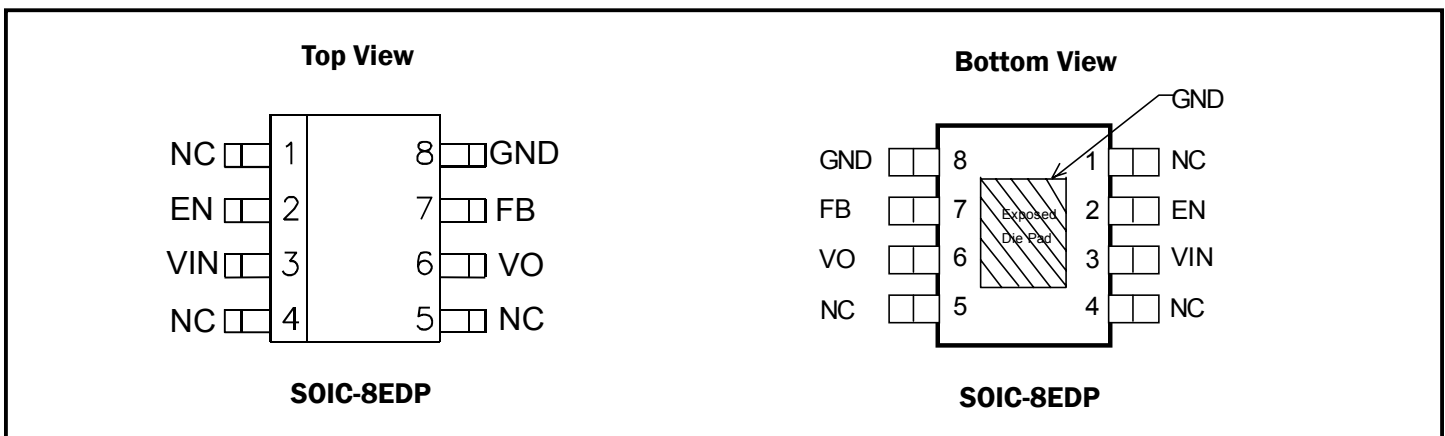 Top View
NC 1 8 GND
EN 2 7 FB
VIN 3 6 VO
NC 4 5 NC
SOIC-8EDP
Bottom View
GND
GND 8 1 NC
FB 7 2 EN
Exposed
Die Pad
VO 6 3 VIN
NC 5 4 NC
SOIC-8EDP